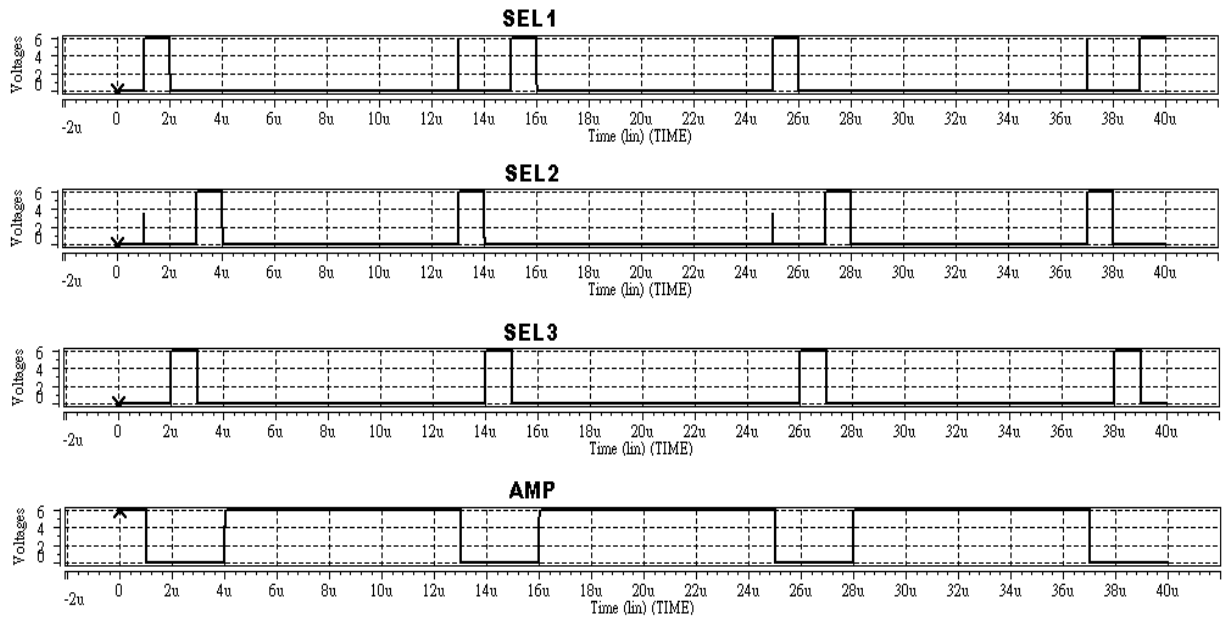 SEL1
Voltages
6
4
2
0
-2u 0 2u 4u 6u 8u 10u 12u 14u 16u 18u 20u 22u 24u 26u 28u 30u 32u 34u 36u 38u 40u
Time (lin) (TIME)
SEL2
Voltages
6
4
2
0
-2u 0 2u 4u 6u 8u 10u 12u 14u 16u 18u 20u 22u 24u 26u 28u 30u 32u 34u 36u 38u 40u
Time (lin) (TIME)
SEL3
Voltages
6
4
2
0
-2u 0 2u 4u 6u 8u 10u 12u 14u 16u 18u 20u 22u 24u 26u 28u 30u 32u 34u 36u 38u 40u
Time (lin) (TIME)
AMP
Voltages
6
4
2
0
-2u 0 2u 4u 6u 8u 10u 12u 14u 16u 18u 20u 22u 24u 26u 28u 30u 32u 34u 36u 38u 40u
Time (lin) (TIME)